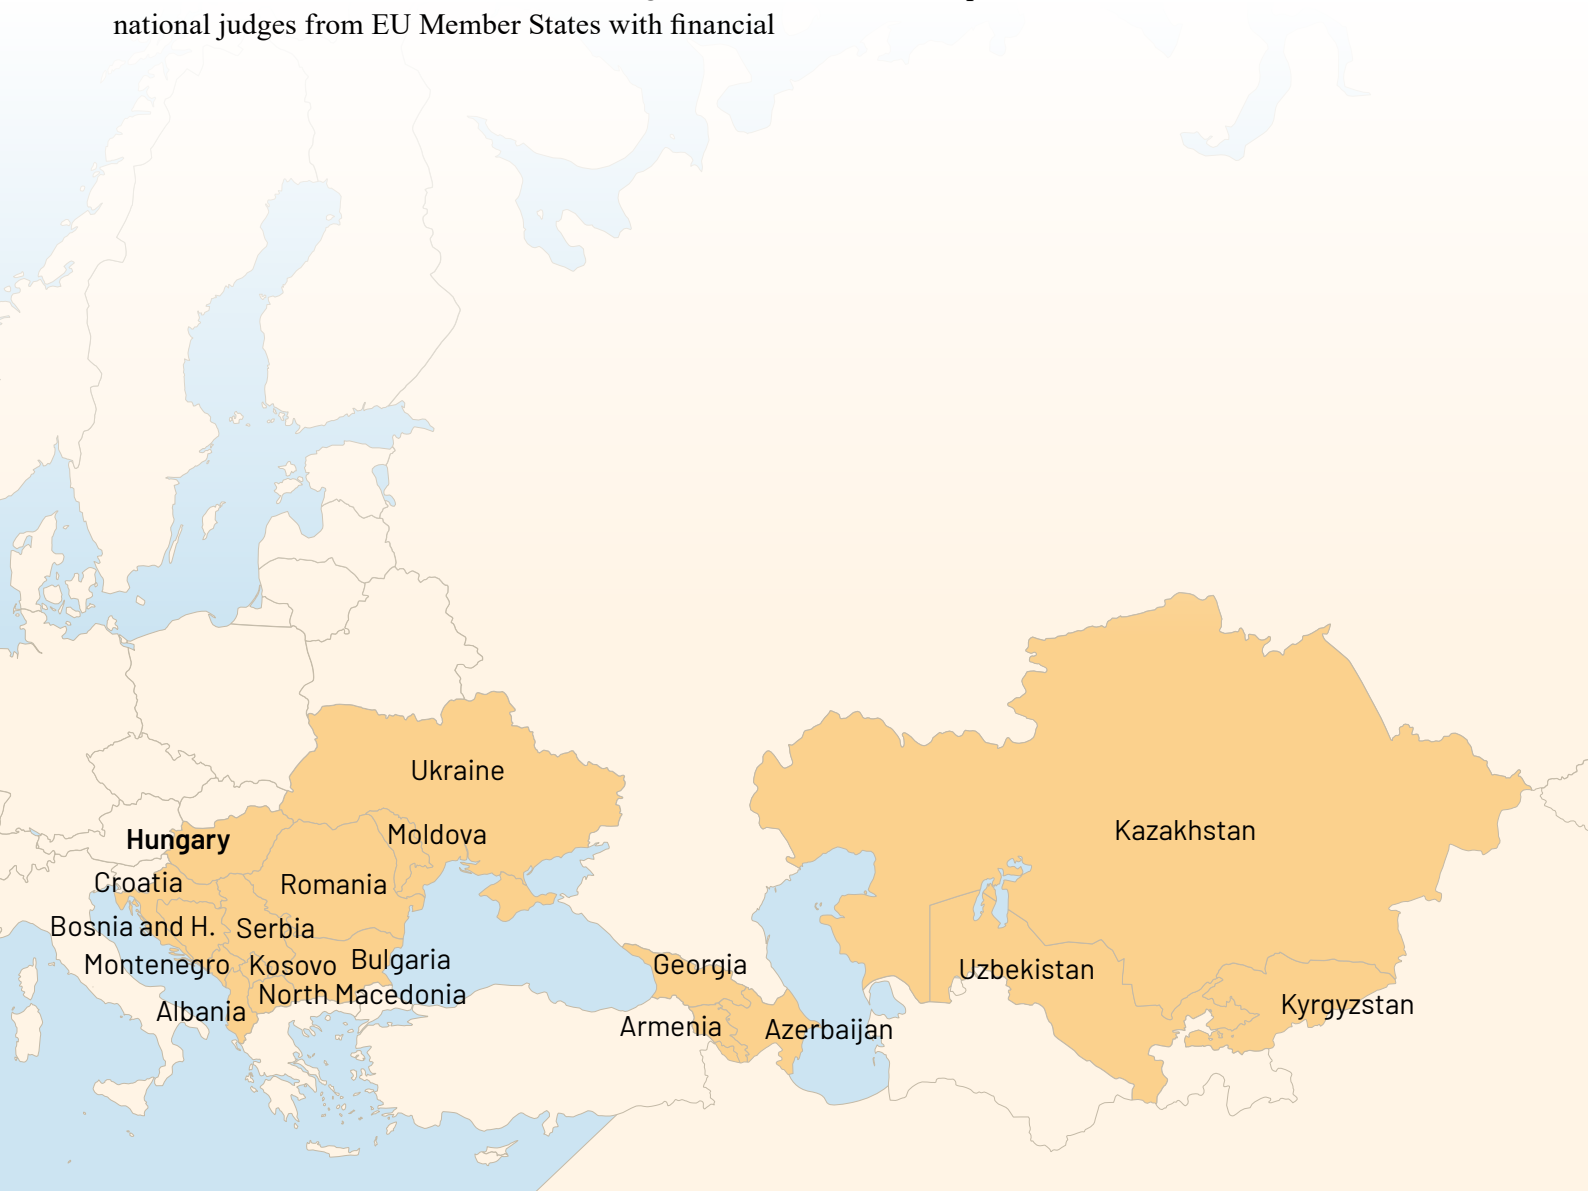 national judges from EU Member States with financial
Ukraine
Kazakhstan
Hungary
Moldova
Croatia
Romania
Bosnia and H.
Serbia
Montenegro
Kosovo
Bulgaria
Georgia
Uzbekistan
North Macedonia
Kyrgyzstan
Albania
Armenia
Azerbaijan